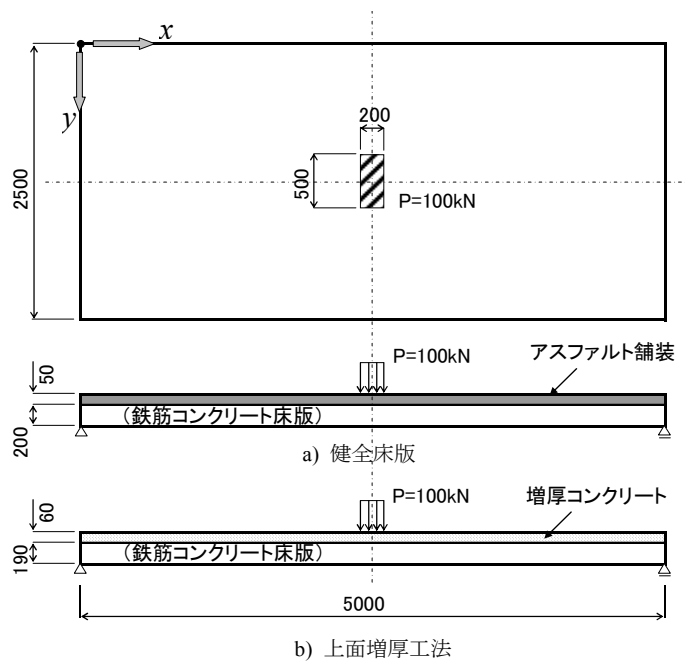 x
y
200
500
P=100kN
2500
P=100kN
アスファルト舗装
50
(鉄筋コンクリート床版)
200
a) 健全床版
P=100kN
増厚コンクリート
60
(鉄筋コンクリート床版)
190
5000
b) 上面増厚工法